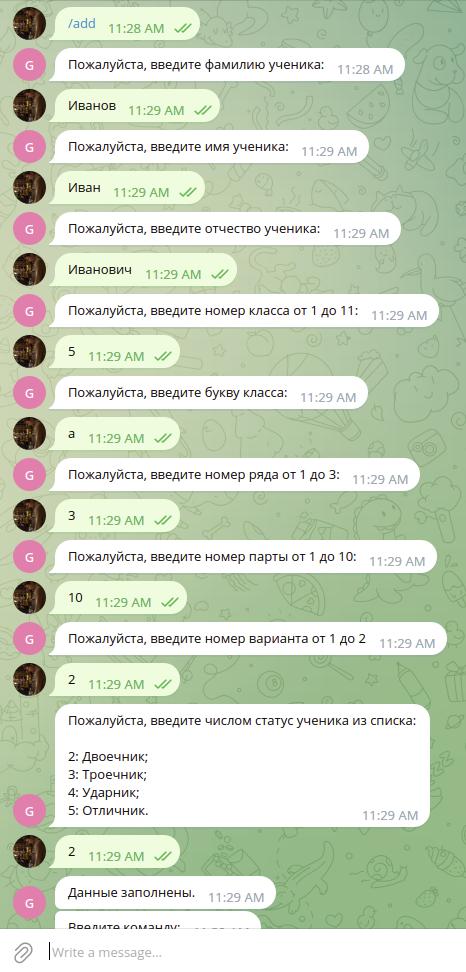 /add 11:28 AM
G Пожалуйста, введите фамилию ученика: 11:28 AM
Иванов 11:29 AM
G Пожалуйста, введите имя ученика: 11:29 AM
Иван 11:29 AM
G Пожалуйста, введите отчество ученика: 11:29 AM
Иванович 11:29 AM
G Пожалуйста, введите номер класса от 1 до 11: 11:29 AM
5 11:29 AM
G Пожалуйста, введите букву класса: 11:29 AM
а 11:29 AM
G Пожалуйста, введите номер ряда от 1 до 3: 11:29 AM
3 11:29 AM
G Пожалуйста, введите номер парты от 1 до 10: 11:29 AM
10 11:29 AM
G Пожалуйста, введите номер варианта от 1 до 2 11:29 AM
2 11:29 AM
Пожалуйста, введите числом статус ученика из списка:
2: Двоечник;
3: Троечник;
4: Ударник;
5: Отличник.
G 11:29 AM
2 11:29 AM
Данные заполнены. 11:29 AM
G
Введите команду:
Write a message...